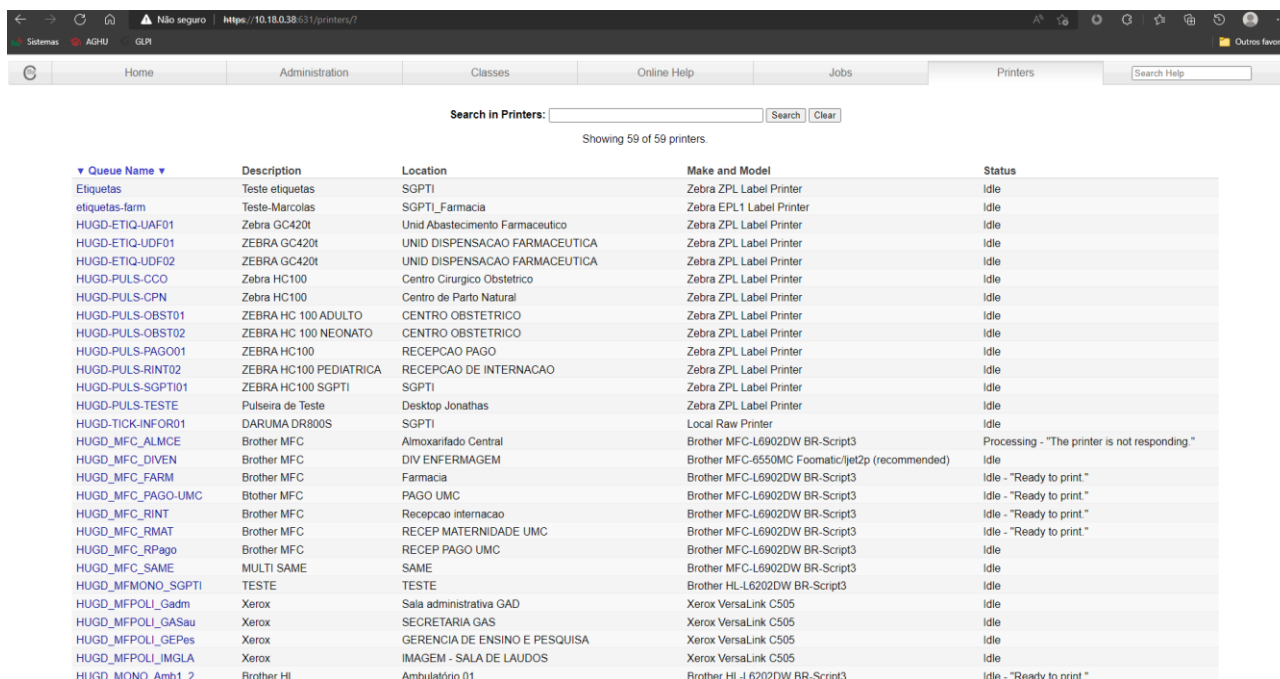 Não seguro https://10.18.0.38:631/printers/?
Sistemas AGHU GLPI Outros favor
Home Administration Classes Online Help Jobs Printers Search Help
Search in Printers: Search Clear
Showing 59 of 59 printers.
▼ Queue Name ▼ Description Location Make and Model Status
Etiquetas Teste etiquetas SGPTI Zebra ZPL Label Printer Idle
etiquetas-farm Teste-Marcolas SGPTI_Farmacia Zebra EPL1 Label Printer Idle
HUGD-ETIQ-UAF01 Zebra GC420t Unid Abastecimento Farmaceutico Zebra ZPL Label Printer Idle
HUGD-ETIQ-UDF01 ZEBRA GC420t UNID DISPENSACAO FARMACEUTICA Zebra ZPL Label Printer Idle
HUGD-ETIQ-UDF02 ZEBRA GC420t UNID DISPENSACAO FARMACEUTICA Zebra ZPL Label Printer Idle
HUGD-PULS-CCO Zebra HC100 Centro Cirurgico Obstetrico Zebra ZPL Label Printer Idle
HUGD-PULS-CPN Zebra HC100 Centro de Parto Natural Zebra ZPL Label Printer Idle
HUGD-PULS-OBST01 ZEBRA HC 100 ADULTO CENTRO OBSTETRICO Zebra ZPL Label Printer Idle
HUGD-PULS-OBST02 ZEBRA HC 100 NEONATO CENTRO OBSTETRICO Zebra ZPL Label Printer Idle
HUGD-PULS-PAGO01 ZEBRA HC100 RECEPCAO PAGO Zebra ZPL Label Printer Idle
HUGD-PULS-RINT02 ZEBRA HC100 PEDIATRICA RECEPCAO DE INTERNACAO Zebra ZPL Label Printer Idle
HUGD-PULS-SGPTI01 ZEBRA HC100 SGPTI SGPTI Zebra ZPL Label Printer Idle
HUGD-PULS-TESTE Pulseira de Teste Desktop Jonathas Zebra ZPL Label Printer Idle
HUGD-TICK-INFOR01 DARUMA DR800S SGPTI Local Raw Printer Idle
HUGD_MFC_ALMCE Brother MFC Almoxarifado Central Brother MFC-L6902DW BR-Script3 Processing - "The printer is not responding."
HUGD_MFC_DIVEN Brother MFC DIV ENFERMAGEM Brother MFC-6550MC Foomatic/ljet2p (recommended) Idle
HUGD_MFC_FARM Brother MFC Farmacia Brother MFC-L6902DW BR-Script3 Idle - "Ready to print."
HUGD_MFC_PAGO-UMC Btother MFC PAGO UMC Brother MFC-L6902DW BR-Script3 Idle - "Ready to print."
HUGD_MFC_RINT Brother MFC Recepcao internacao Brother MFC-L6902DW BR-Script3 Idle - "Ready to print."
HUGD_MFC_RMAT Brother MFC RECEP MATERNIDADE UMC Brother MFC-L6902DW BR-Script3 Idle - "Ready to print."
HUGD_MFC_RPago Brother MFC RECEP PAGO UMC Brother MFC-L6902DW BR-Script3 Idle
HUGD_MFC_SAME MULTI SAME SAME Brother MFC-L6902DW BR-Script3 Idle
HUGD_MFMONO_SGPTI TESTE TESTE Brother HL-L6202DW BR-Script3 Idle
HUGD_MFPOLI_Gadm Xerox Sala administrativa GAD Xerox VersaLink C505 Idle
HUGD_MFPOLI_GASau Xerox SECRETARIA GAS Xerox VersaLink C505 Idle
HUGD_MFPOLI_GEPes Xerox GERENCIA DE ENSINO E PESQUISA Xerox VersaLink C505 Idle
HUGD_MFPOLI_IMGLA Xerox IMAGEM - SALA DE LAUDOS Xerox VersaLink C505 Idle
HUGD_MONO_Amb1_2 Brother HL Ambulatório 01 Brother HL-L6202DW BR-Script3 Idle - "Ready to print."